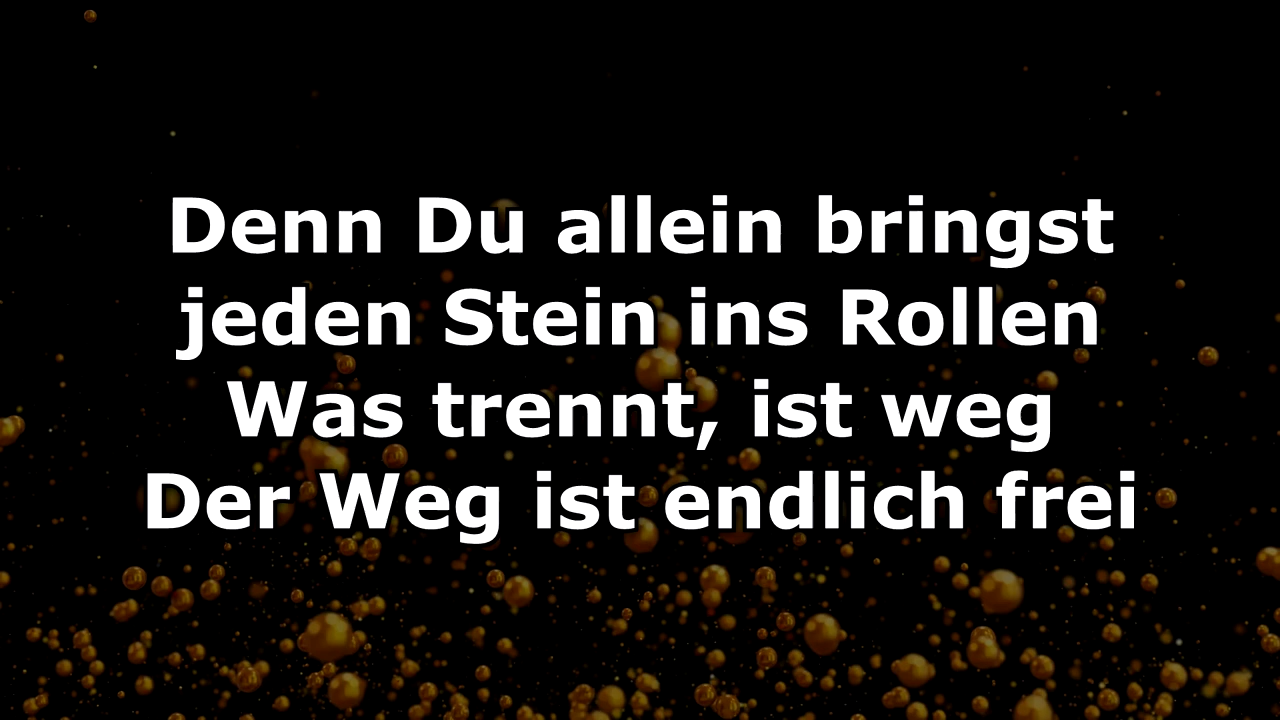 Denn Du allein bringst
jeden Stein ins Rollen
Was trennt, ist weg
Der Weg ist endlich frei